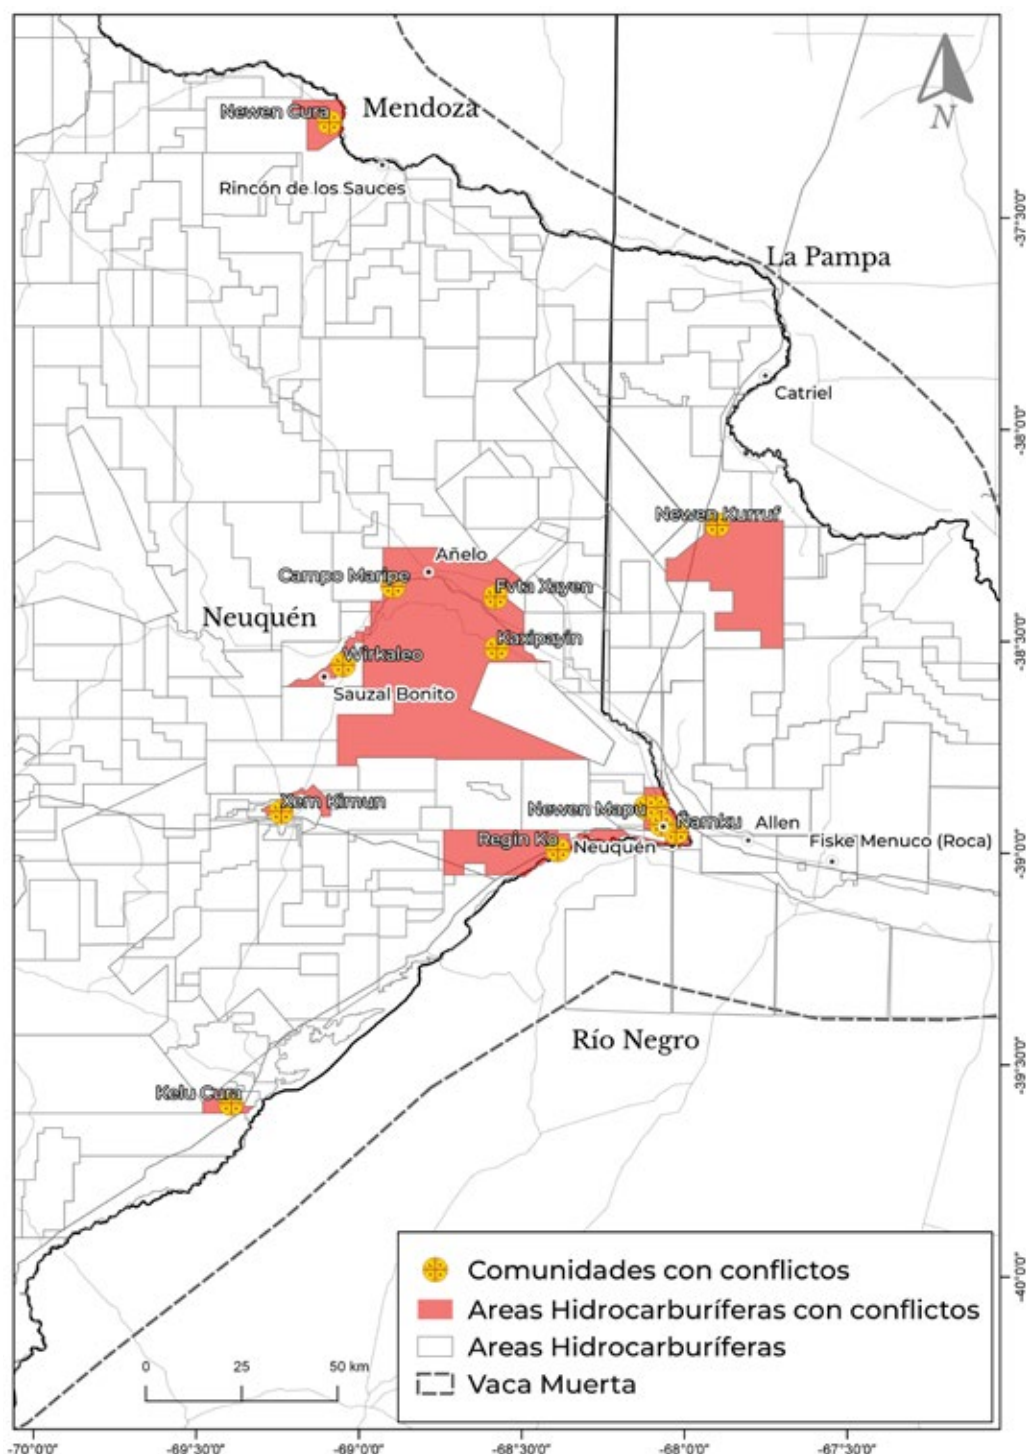 Newen Cura
Mendoza
N
Rincón de los Sauces
-37°30'0"
La Pampa
Catriel
-38°0'0"
Newen Kurruf
Añelo
Campo Maripe
Fvta Xayen
Neuquén
Kaxipayin
-38°30'0"
Wirkaleo
Sauzal Bonito
Xem Kimun
Newen Mapu
Ñamku
Allen
Regin Ko
Neuquén
Fiske Menuco (Roca)
-39°0'0"
Río Negro
-39°30'0"
Kelu Cura
Comunidades con conflictos
Areas Hidrocarburíferas con conflictos
Areas Hidrocarburíferas
Vaca Muerta
0 25 50 km
-40°0'0"
-70°0'0" -69°30'0" -69°0'0" -68°30'0" -68°0'0" -67°30'0"